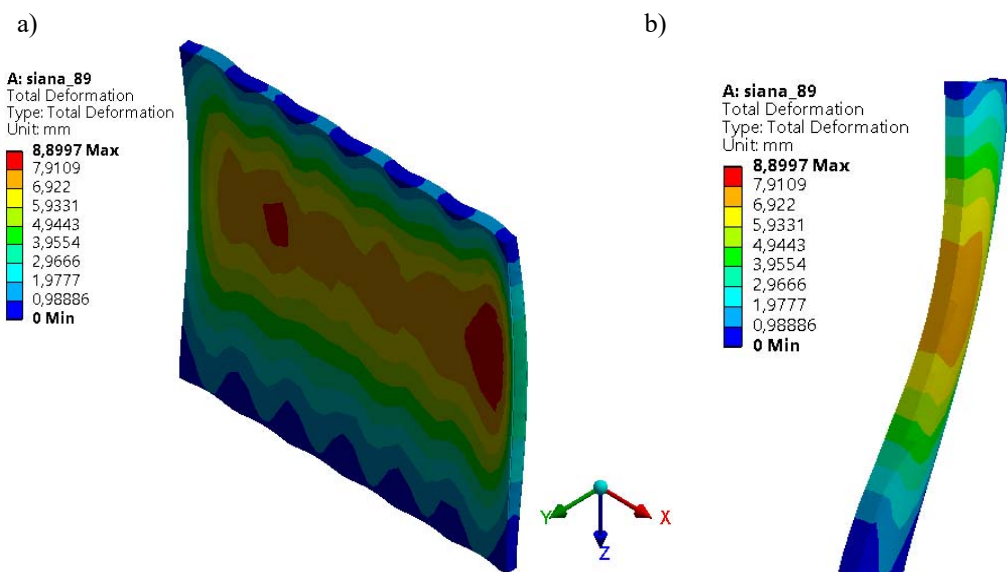 a)
A: siana_89
Total Deformation
Type: Total Deformation
Unit: mm
8,8997 Max
7,9109
6,922
5,9331
4,9443
3,9554
2,9666
1,9777
0,98886
0 Min
Y
X
Z
b)
A: siana_89
Total Deformation
Type: Total Deformation
Unit: mm
8,8997 Max
7,9109
6,922
5,9331
4,9443
3,9554
2,9666
1,9777
0,98886
0 Min